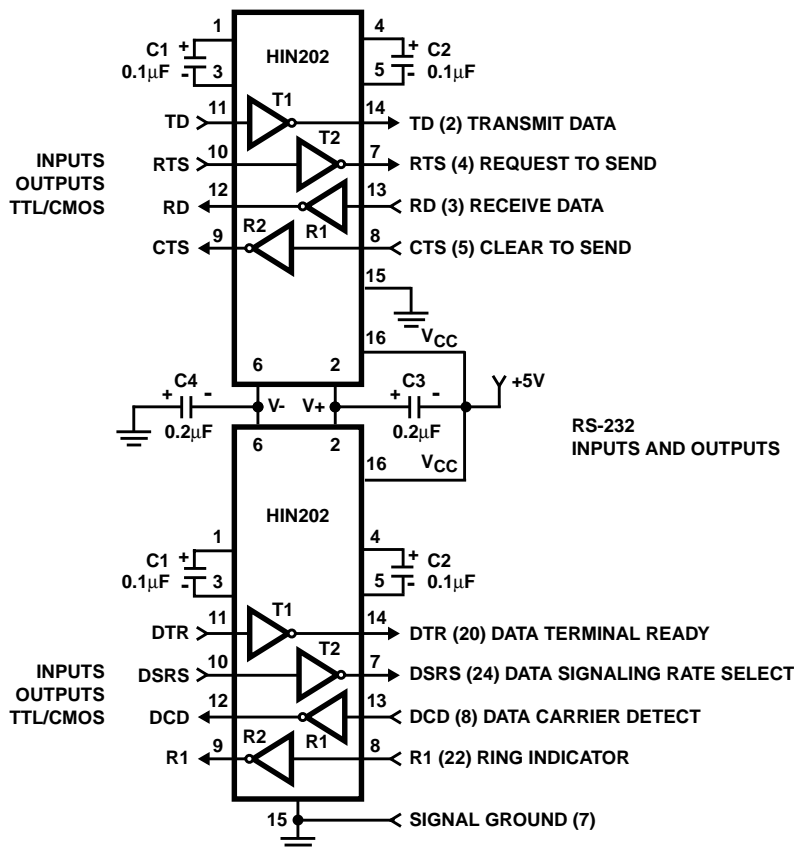 1 4
C1 + HIN202 + C2
0.1μF - 3 5 - 0.1μF
T1
TD 11 14 TD (2) TRANSMIT DATA
T2
RTS 10 7 RTS (4) REQUEST TO SEND
INPUTS
OUTPUTS
TTL/CMOS
RD 12 13 RD (3) RECEIVE DATA
R2 R1
CTS 9 8 CTS (5) CLEAR TO SEND
15
16 VCC
6 2
+5V
C4 C3
+ - V- V+ + -
0.2μF 0.2μF
RS-232
INPUTS AND OUTPUTS
6 2
16 VCC
HIN202
1 4
C1 + + C2
0.1μF - 3 5 - 0.1μF
T1
DTR 11 14 DTR (20) DATA TERMINAL READY
T2
DSRS 10 7 DSRS (24) DATA SIGNALING RATE SELECT
INPUTS
OUTPUTS
TTL/CMOS
DCD 12 13 DCD (8) DATA CARRIER DETECT
R2 R1
R1 9 8 R1 (22) RING INDICATOR
15 SIGNAL GROUND (7)